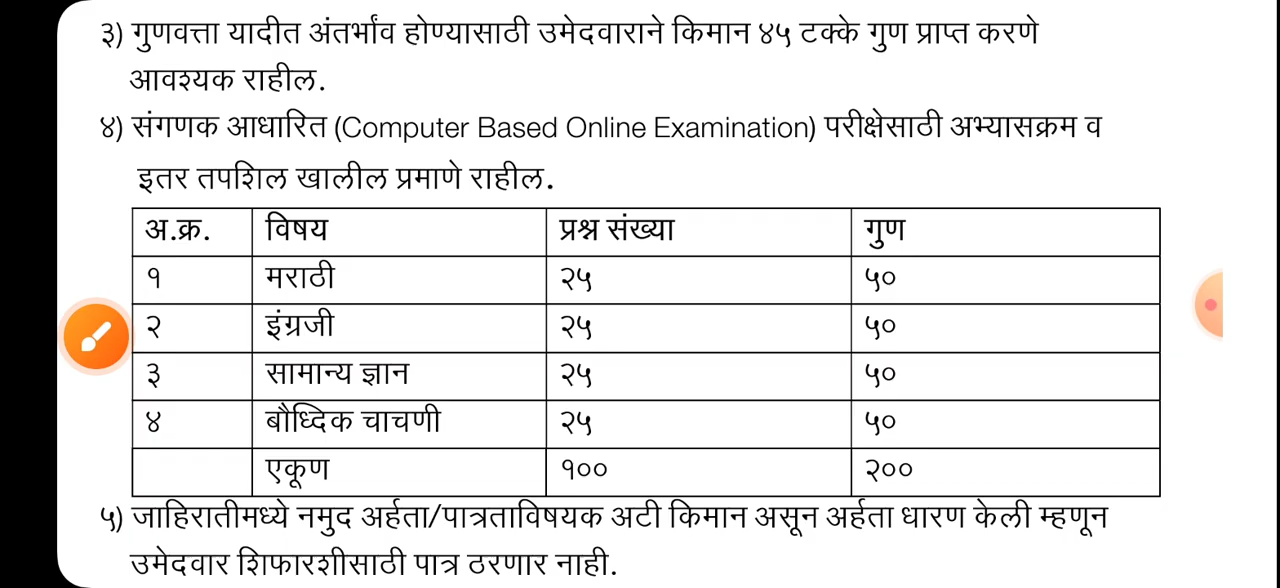 ३) गुणवत्ता यादीत अंतर्भांव होण्यासाठी उमेदवाराने किमान ४५ टक्के गुण प्राप्त करणे
आवश्यक राहील.
४) संगणक आधारित (Computer Based Online Examination) परीक्षेसाठी अभ्यासक्रम व
इतर तपशिल खालील प्रमाणे राहील.
अ.क्र. विषय प्रश्न संख्या गुण
१ मराठी २५ ५०
२ इंग्रजी २५ ५०
३ सामान्य ज्ञान २५ ५०
४ बौध्दिक चाचणी २५ ५०
एकूण १०० २००
५) जाहिरातीमध्ये नमुद अर्हता/पात्रताविषयक अटी किमान असून अर्हता धारण केली म्हणून
उमेदवार शिफारशीसाठी पात्र ठरणार नाही.